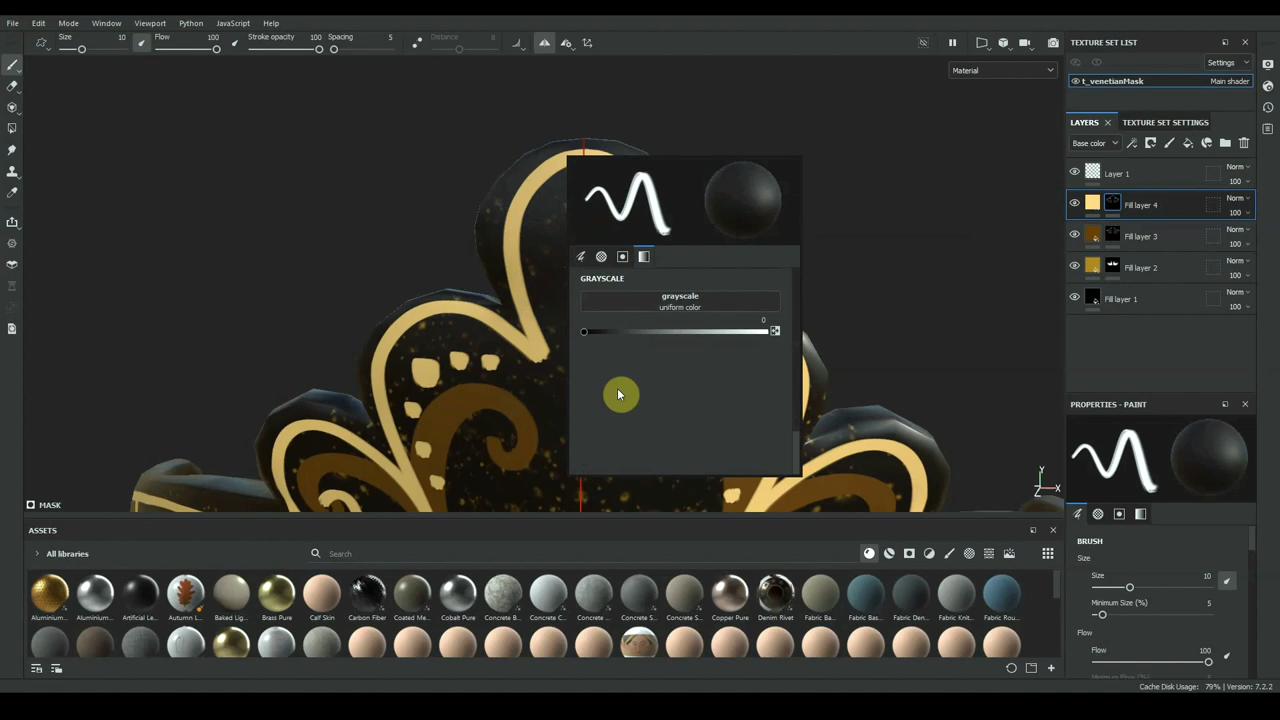 File Edit Mode Window Viewport Python JavaScript Help
Size 10 Flow 100 Stroke opacity 100 Spacing 5 Distance 8
Material
TEXTURE SET LIST
Settings
t_venetianMask Main shader
LAYERS TEXTURE SET SETTINGS
Base color
Layer 1 Norm 100
Fill layer 4 Norm 100
Fill layer 3 Norm 100
Fill layer 2 Norm 100
Fill layer 1 Norm 100
GRAYSCALE
grayscale
uniform color
0
Y
Z X
MASK
PROPERTIES - PAINT
BRUSH
Size
Size 10
Minimum Size (%) 5
Flow
Flow 100
ASSETS
All libraries Search
Aluminium... Aluminium... Artificial Le... Autumn L... Baked Lig... Brass Pure Calf Skin Carbon Fiber Coated Me... Cobalt Pure Concrete B... Concrete C... Concrete ... Concrete S... Concrete S... Copper Pure Denim Rivet Fabric Ba... Fabric Bas... Fabric Den... Fabric Knit... Fabric Rou...
Cache Disk Usage: 79% | Version: 7.2.2